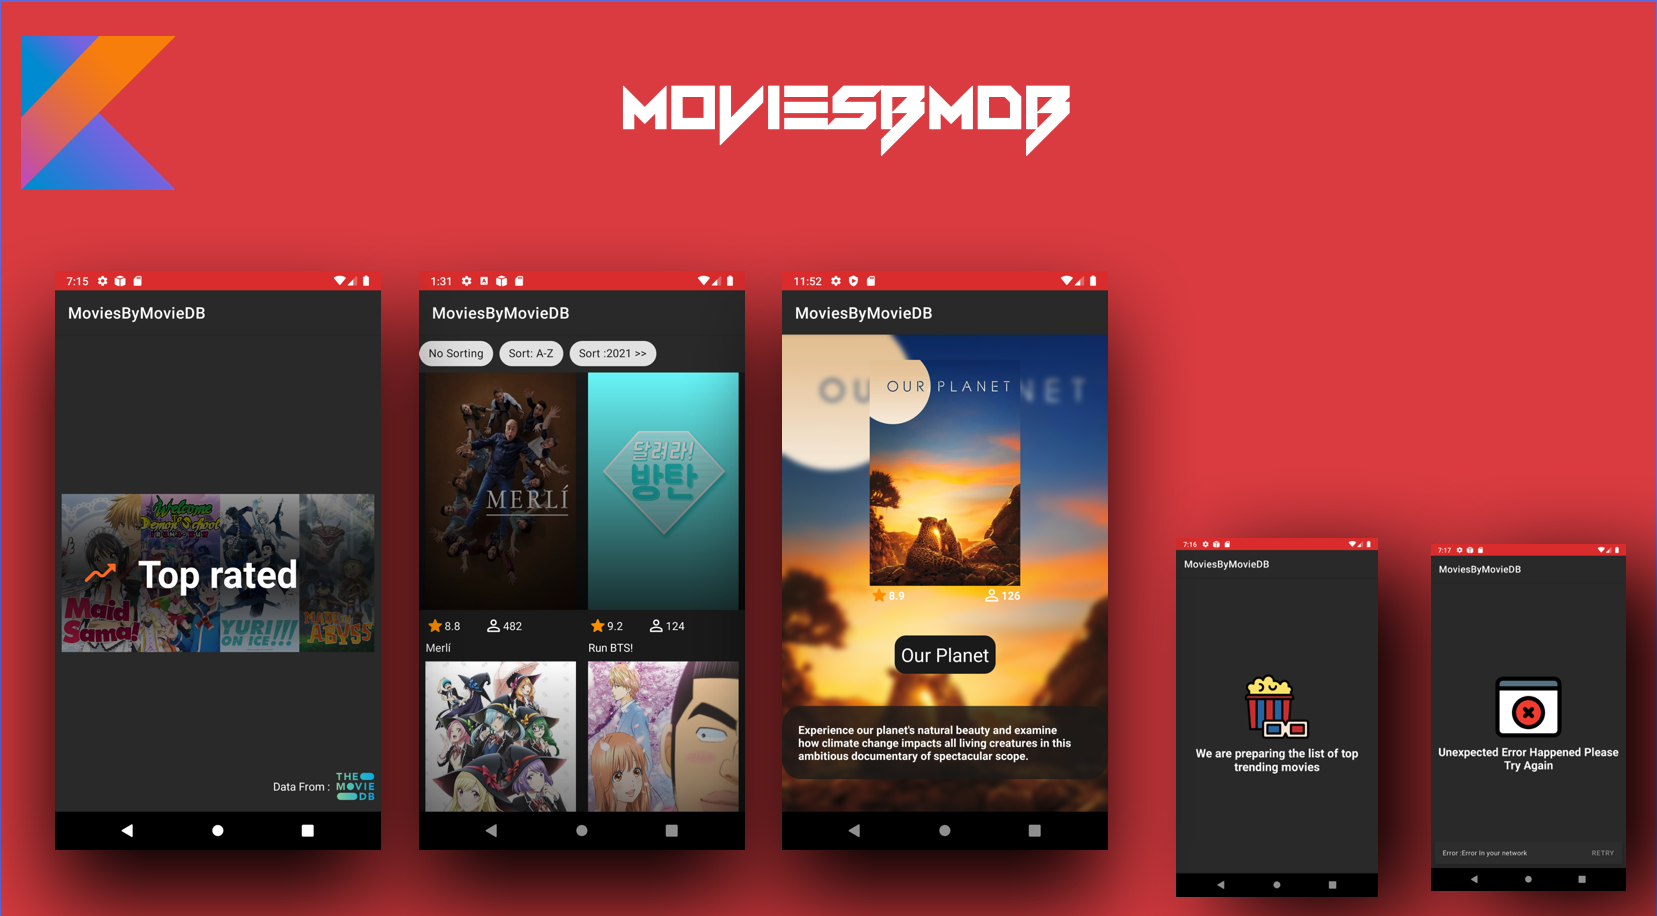 MOVIESBMDB
7:15
MoviesByMovieDB
Welcome
To
Demon School
Maid
Sama!
YURI!!!
ON ICE!!!
MADE IN
ABYSS
Top rated
Data From :
THE
MOVIE
DB
1:31
MoviesByMovieDB
No Sorting
Sort: A-Z
Sort :2021 >>
MERLÍ
달려라!
방탄
8.8
482
9.2
124
Merlí
Run BTS!
11:52
MoviesByMovieDB
OUR PLANET
OUR PLANET
8.9
126
Our Planet
Experience our planet's natural beauty and examine
how climate change impacts all living creatures in this
ambitious documentary of spectacular scope.
7:16
MoviesByMovieDB
We are preparing the list of top
trending movies
7:17
MoviesByMovieDB
Unexpected Error Happened Please
Try Again
Error :Error In your network
RETRY